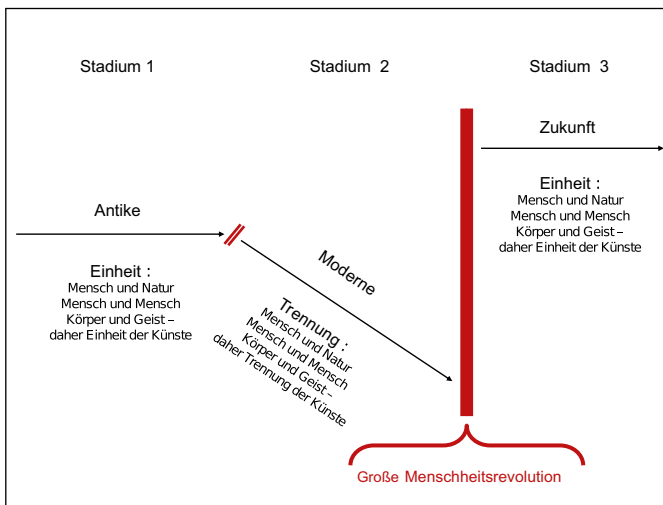 Stadium 1
Stadium 2
Stadium 3
Antike
Einheit :
Mensch und Natur
Mensch und Mensch
Körper und Geist –
daher Einheit der Künste
Moderne
Trennung :
Mensch und Natur
Mensch und Mensch
Körper und Geist –
daher Trennung der Künste
Zukunft
Einheit :
Mensch und Natur
Mensch und Mensch
Körper und Geist –
daher Einheit der Künste
Große Menschheitsrevolution